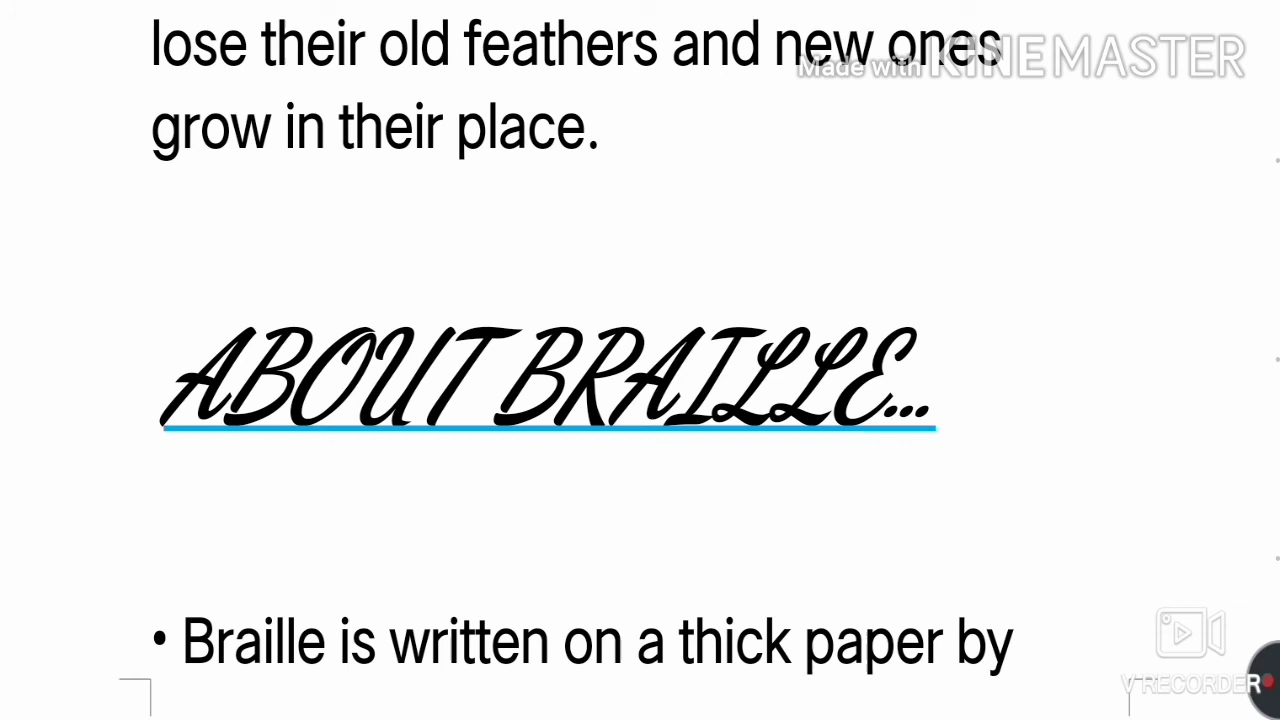 lose their old feathers and new ones
Made with KINEMASTER
grow in their place.
ABOUT BRAILLE...
• Braille is written on a thick paper by
V RECORDER